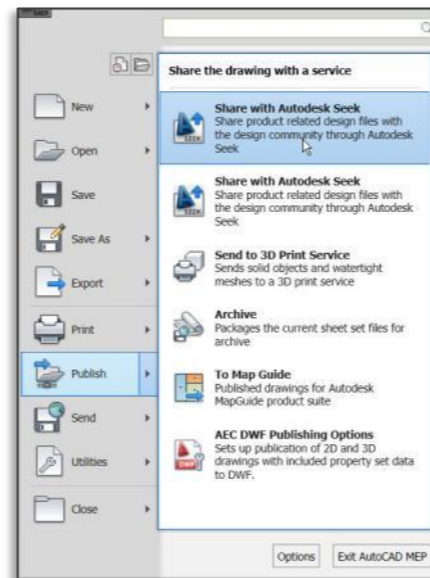 MEP
Share the drawing with a service
New
Open
Save
Save As
Export
Print
Publish
Send
Utilities
Close
Share with Autodesk Seek
Share product related design files with
the design community through Autodesk
Seek
SEEK
Share with Autodesk Seek
Share product related design files with
the design community through Autodesk
Seek
SEEK
Send to 3D Print Service
Sends solid objects and watertight
meshes to a 3D print service
Archive
Packages the current sheet set files for
archive
To Map Guide
Published drawings for Autodesk
MapGuide product suite
AEC DWF Publishing Options
Sets up publication of 2D and 3D
drawings with included property set data
to DWF.
DWF
Options
Exit AutoCAD MEP